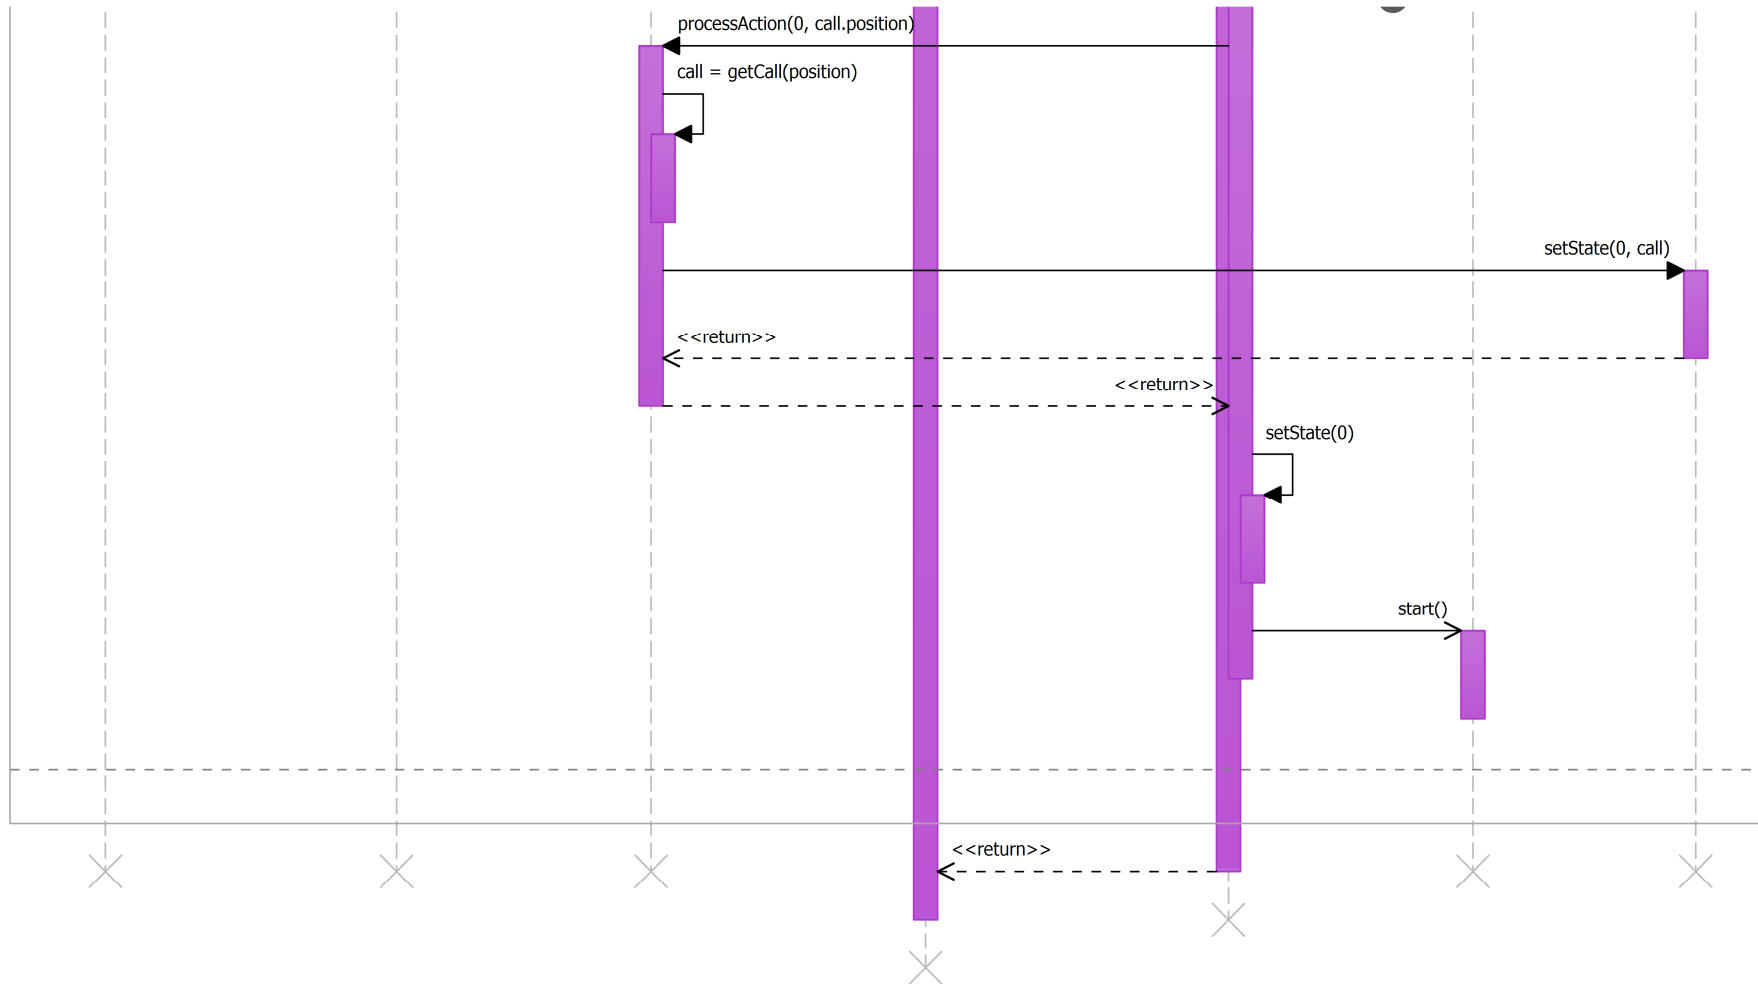 processAction(0, call.position)
call = getCall(position)
setState(0, call)
<<return>>
<<return>>
setState(0)
start()
<<return>>